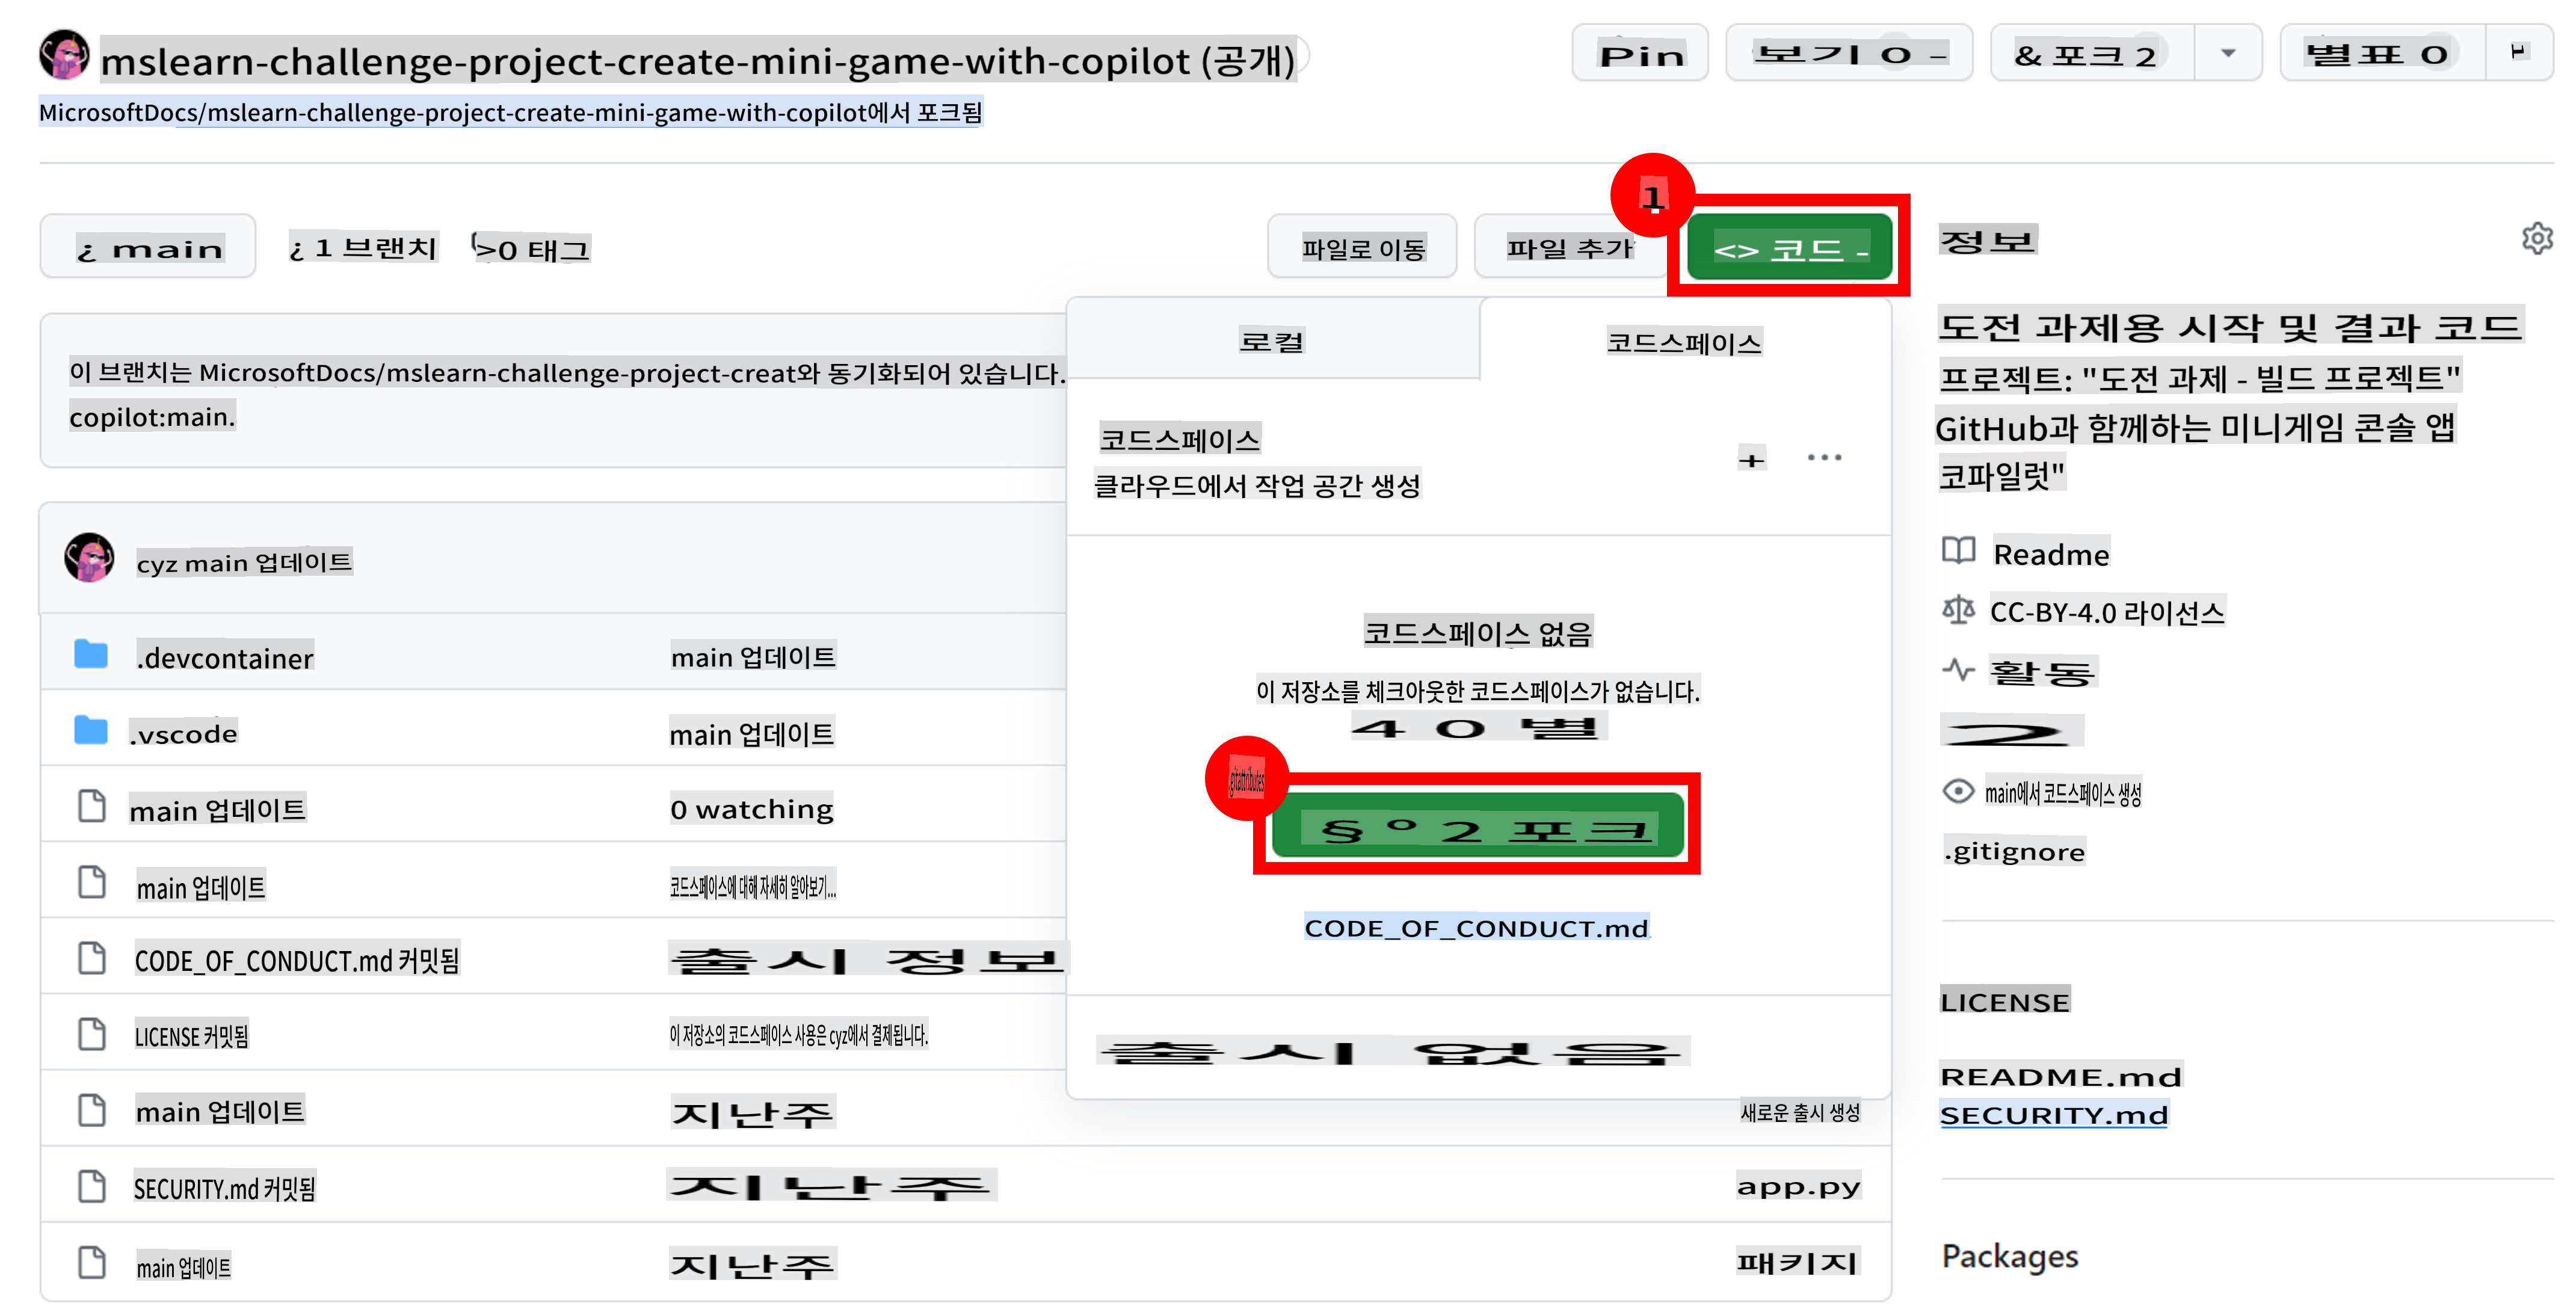 mslearn-challenge-project-create-mini-game-with-copilot (공개)
Pin
보기 0 -
& 포크 2
별표 0
MicrosoftDocs/mslearn-challenge-project-create-mini-game-with-copilot에서 포크됨
¿ main
¿ 1 브랜치
>0 태그
파일로 이동
파일 추가
1
<> 코드 -
정보
로컬
코드스페이스
도전 과제용 시작 및 결과 코드
프로젝트: "도전 과제 - 빌드 프로젝트"
GitHub과 함께하는 미니게임 콘솔 앱
코파일럿"
이 브랜치는 MicrosoftDocs/mslearn-challenge-project-creat와 동기화되어 있습니다.
copilot:main.
코드스페이스
클라우드에서 작업 공간 생성
+ ...
cyz main 업데이트
Readme
CC-BY-4.0 라이선스
활동
2
main에서 코드스페이스 생성
.gitignore
코드스페이스 없음
이 저장소를 체크아웃한 코드스페이스가 없습니다.
4 0 별
.gitattributes
§ º 2 포크
CODE_OF_CONDUCT.md
출시 없음
.devcontainer
main 업데이트
.vscode
main 업데이트
main 업데이트
0 watching
main 업데이트
코드스페이스에 대해 자세히 알아보기...
CODE_OF_CONDUCT.md 커밋됨
출시 정보
LICENSE 커밋됨
이 저장소의 코드스페이스 사용은 cyz에서 결제됩니다.
main 업데이트
지난주
새로운 출시 생성
SECURITY.md 커밋됨
지난주
app.py
main 업데이트
지난주
패키지
LICENSE
README.md
SECURITY.md
Packages